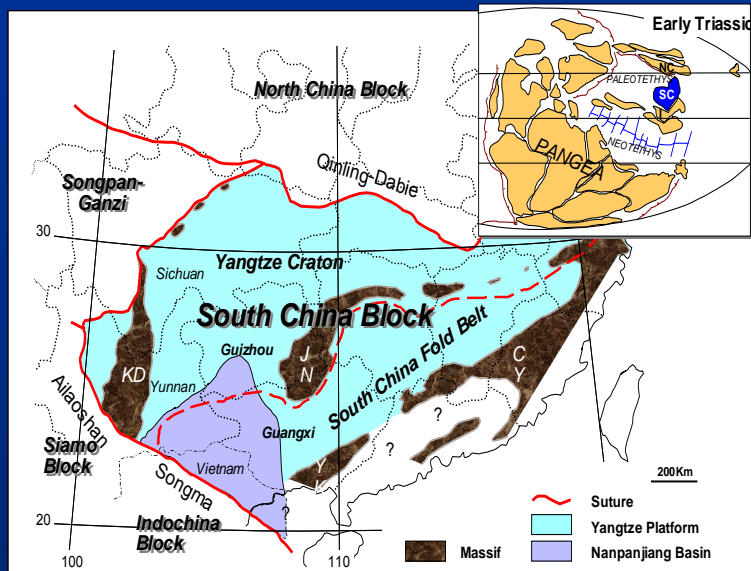 Early Triassic
NC
PALEOTETHYS
SC
NEOTETHYS
PANGEA
North China Block
Qinling-Dabie
Songpan-
Ganzi
30
Yangtze Craton
Sichuan
South China Block
Guizhou
J
N
KD
Yunnan
South China Fold Belt
C
Y
Ailaoshan
Guangxi
?
?
Siamo
Block
Vietnam
Y
Songma
?
200Km
Suture
20
Indochina
Block
Yangtze Platform
Massif
Nanpanjiang Basin
100
110